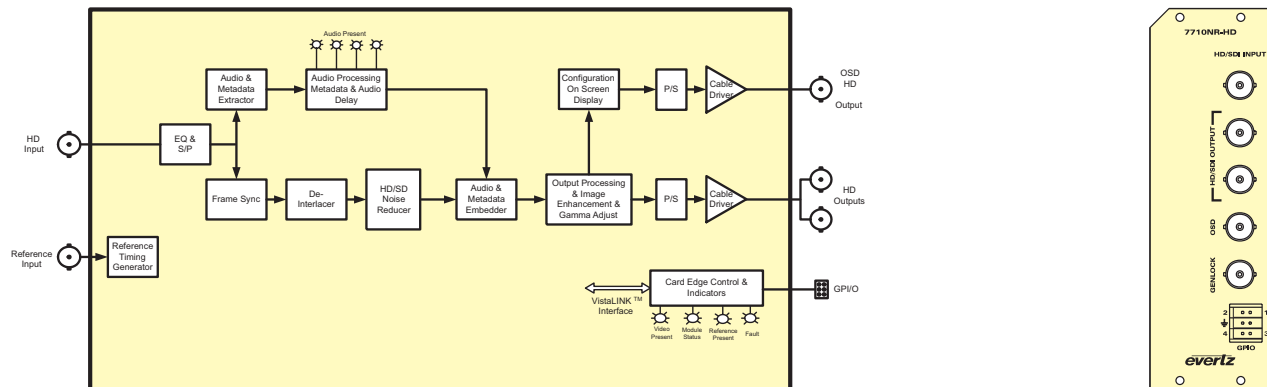 Audio Present
Audio &
Metadata
Extractor
Audio Processing
Metadata & Audio
Delay
Configuration
On Screen
Display
P/S
Cable
Driver
OSD
HD
Output
HD
Input
EQ &
S/P
Frame Sync
De-
Interlacer
HD/SD
Noise
Reducer
Audio &
Metadata
Embedder
Output Processing
& Image
Enhancement &
Gamma Adjust
P/S
Cable
Driver
HD
Outputs
Reference
Input
Reference
Timing
Generator
VistaLINK ™
Interface
Card Edge Control &
Indicators
GPI/O
Video
Present
Module
Status
Reference
Present
Fault
7710NR-HD
HD/SDI INPUT
HD/SDI OUTPUT
OSD
GENLOCK
2 1
4 3
GPIO
evertz